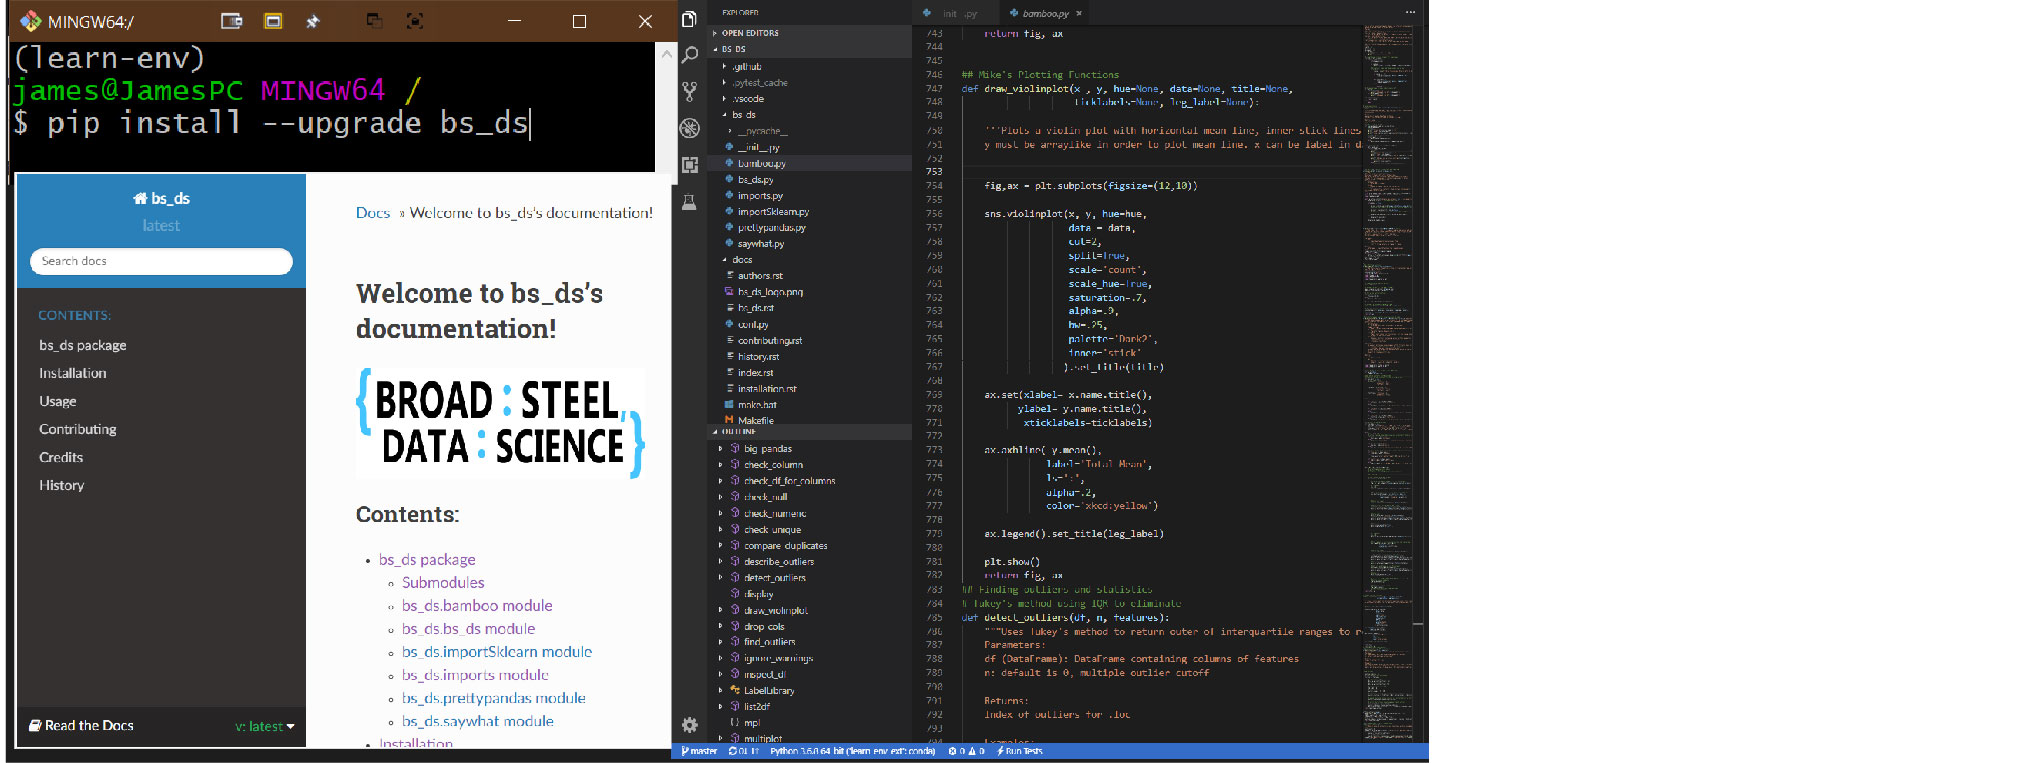 MINGW64:/
(learn-env)
james@JamesPC MINGW64 /
$ pip install --upgrade bs_ds
bs_ds
latest
Search docs
CONTENTS:
bs_ds package
Installation
Usage
Contributing
Credits
History
Read the Docs
v: latest
Docs » Welcome to bs_ds's documentation!
Welcome to bs_ds's
documentation!
{BROAD : STEEL,
DATA : SCIENCE}
Contents:
bs_ds package
Submodules
bs_ds.bamboo module
bs_ds.bs_ds module
bs_ds.importSklearn module
bs_ds.imports module
bs_ds.prettypandas module
bs_ds.saywhat module
Installation
EXPLORER
OPEN EDITORS
BS_DS
.github
.pytest_cache
.vscode
bs_ds
__pycache__
__init__.py
bamboo.py
bs_ds.py
imports.py
importSklearn.py
prettypandas.py
saywhat.py
docs
authors.rst
bs_ds_logo.png
bs_ds.rst
conf.py
contributing.rst
history.rst
index.rst
installation.rst
make.bat
Makefile
OUTLINE
big_pandas
check_column
check_df_for_columns
check_null
check_numeric
check_unique
compare_duplicates
describe_outliers
detect_outliers
display
draw_violinplot
drop_cols
find_outliers
ignore_warnings
inspect_df
LabelLibrary
list2df
mpl
multiplot
__init__.py
bamboo.py
743 return fig, ax
744
745
746 ## Mike's Plotting Functions
747 def draw_violinplot(x , y, hue=None, data=None, title=None,
748 ticklabels=None, leg_label=None):
749
750 '''Plots a violin plot with horizontal mean line, inner stick lines
751 y must be arraylike in order to plot mean line. x can be label in d
752
753
754 fig,ax = plt.subplots(figsize=(12,10))
755
756 sns.violinplot(x, y, hue=hue,
757 data = data,
758 cut=2,
759 split=True,
760 scale='count',
761 scale_hue=True,
762 saturation=.7,
763 alpha=.9,
764 bw=.25,
765 palette='Dark2',
766 inner='stick'
767 ).set_title(title)
768
769 ax.set(xlabel= x.name.title(),
770 ylabel= y.name.title(),
771 xticklabels=ticklabels)
772
773 ax.axhline( y.mean(),
774 label='Total Mean',
775 ls=':',
776 alpha=.2,
777 color='xkcd:yellow')
778
779 ax.legend().set_title(leg_label)
780
781 plt.show()
782 return fig, ax
783 ## Finding outliers and statistics
784 # Tukey's method using IQR to eliminate
785 def detect_outliers(df, n, features):
786 """Uses Tukey's method to return outer of interquartile ranges to r
787 Parameters:
788 df (DataFrame): DataFrame containing columns of features
789 n: default is 0, multiple outlier cutoff
790
791 Returns:
792 Index of outliers for .loc
793
Examples:
master 0↓ 1↑ Python 3.6.8 64-bit ('learn-env-ext': conda) 0 0 Run Tests